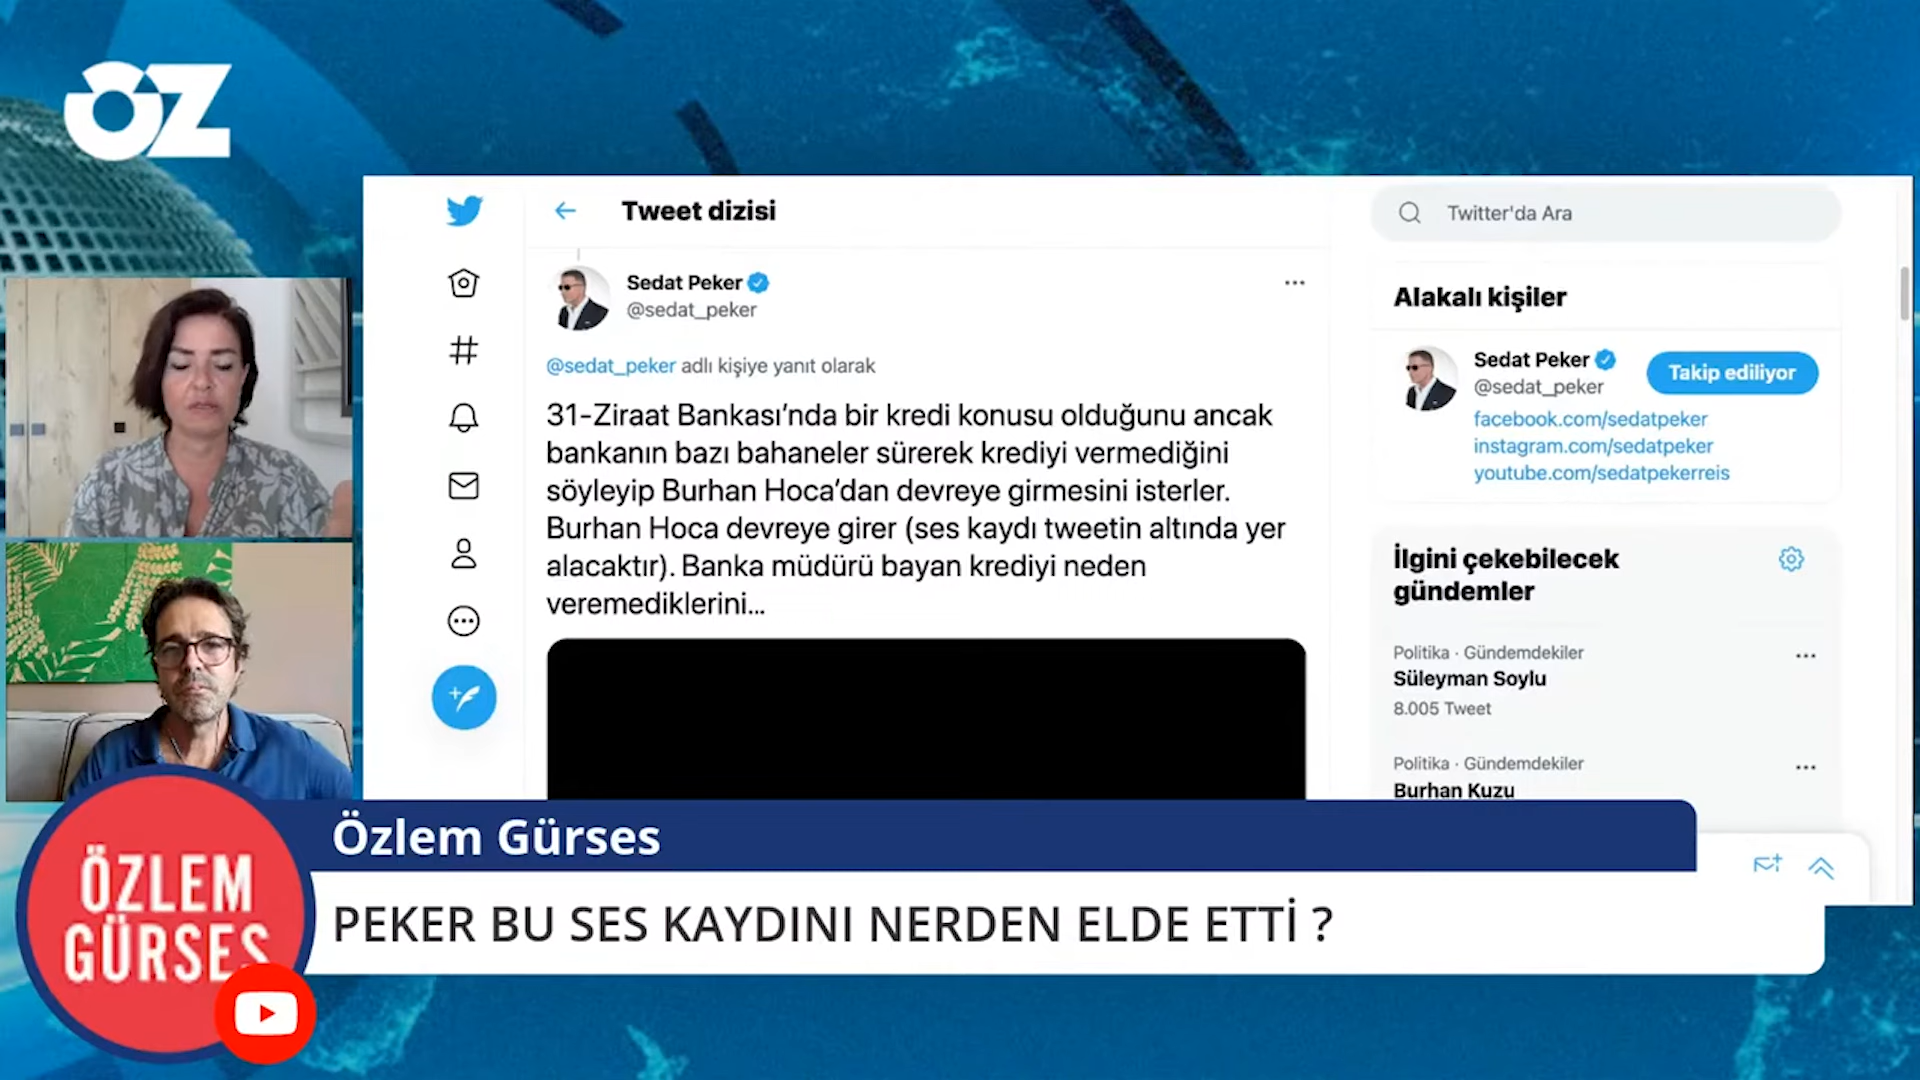 ÖZ
Tweet dizisi
Twitter'da Ara
Sedat Peker
@sedat_peker
@sedat_peker adlı kişiye yanıt olarak
31-Ziraat Bankası’nda bir kredi konusu olduğunu ancak
bankanın bazı bahaneler sürerek krediyi vermediğini
söyleyip Burhan Hoca’dan devreye girmesini isterler.
Burhan Hoca devreye girer (ses kaydı tweetin altında yer
alacaktır). Banka müdürü bayan krediyi neden
veremediklerini...
Alakalı kişiler
Sedat Peker
@sedat_peker
Takip ediliyor
facebook.com/sedatpeker
instagram.com/sedatpeker
youtube.com/sedatpekerreis
İlgini çekebilecek
gündemler
Politika · Gündemdekiler
Süleyman Soylu
8.005 Tweet
Politika · Gündemdekiler
Burhan Kuzu
Özlem Gürses
PEKER BU SES KAYDINI NERDEN ELDE ETTİ ?
ÖZLEM
GÜRSES